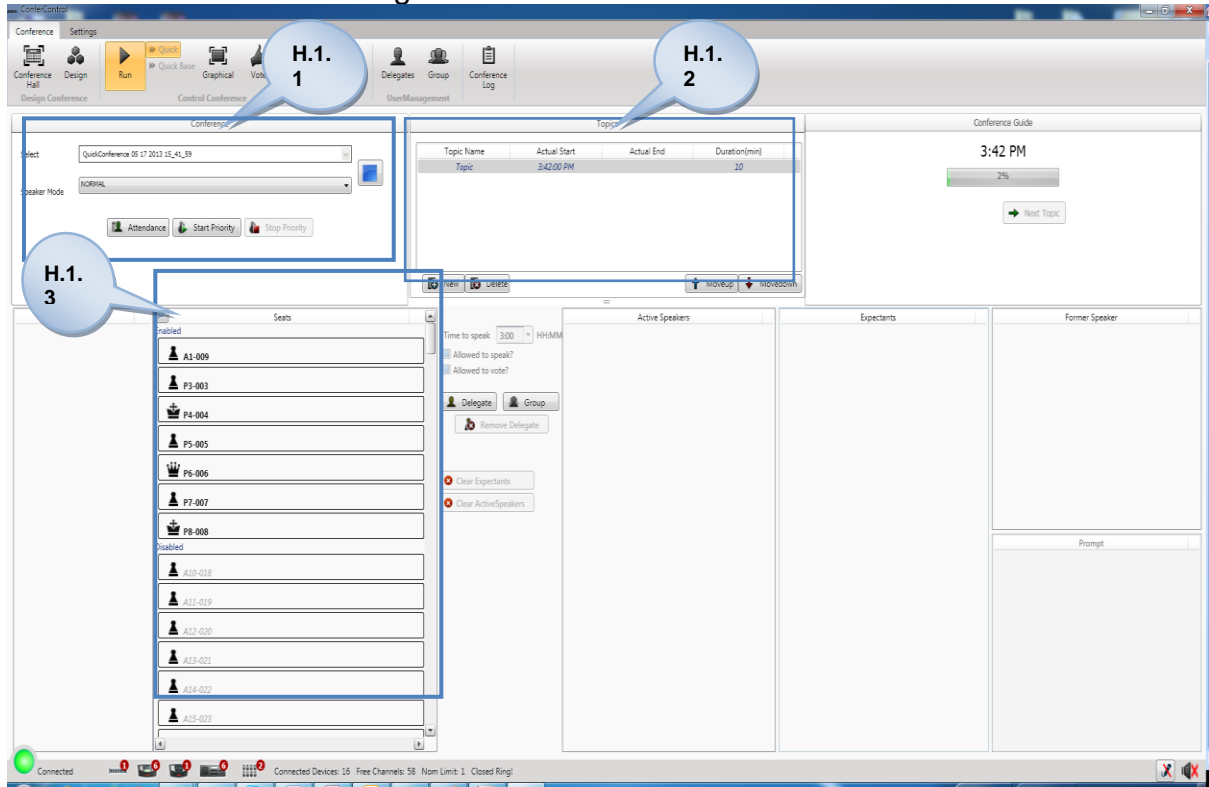 ConferControl
Conference Settings
Conference Hall
Design
Run
Quick
Quick Base
Graphical
Delegates
Group
Conference Log
Design Conference
Control Conference
UserManagement
H.1.
1
H.1.
2
Conference
Select
QuickConference 05 17 2013 15_41_59
Speaker Mode
NORMAL
Attendance Start Priority Stop Priority
Topics
Topic Name Actual Start Actual End Duration(min)
Topic 3:42:00 PM 10
New Delete Moveup Movedown
Conference Guide
3:42 PM
2%
Next Topic
H.1.
3
Seats
Enabled
A1-009
P3-003
P4-004
P5-005
P6-006
P7-007
P8-008
Disabled
A10-018
A11-019
A12-020
A13-021
A14-022
A15-023
Time to speak 3:00 HH:MM
Allowed to speak?
Allowed to vote?
Delegate Group
Remove Delegate
Clear Expectants
Clear ActiveSpeakers
Active Speakers
Expectants
Former Speaker
Prompt
Connected 1 6 1 6 2 Connected Devices: 16 Free Channels: 58 Nom Limit: 1 Closed Ring!